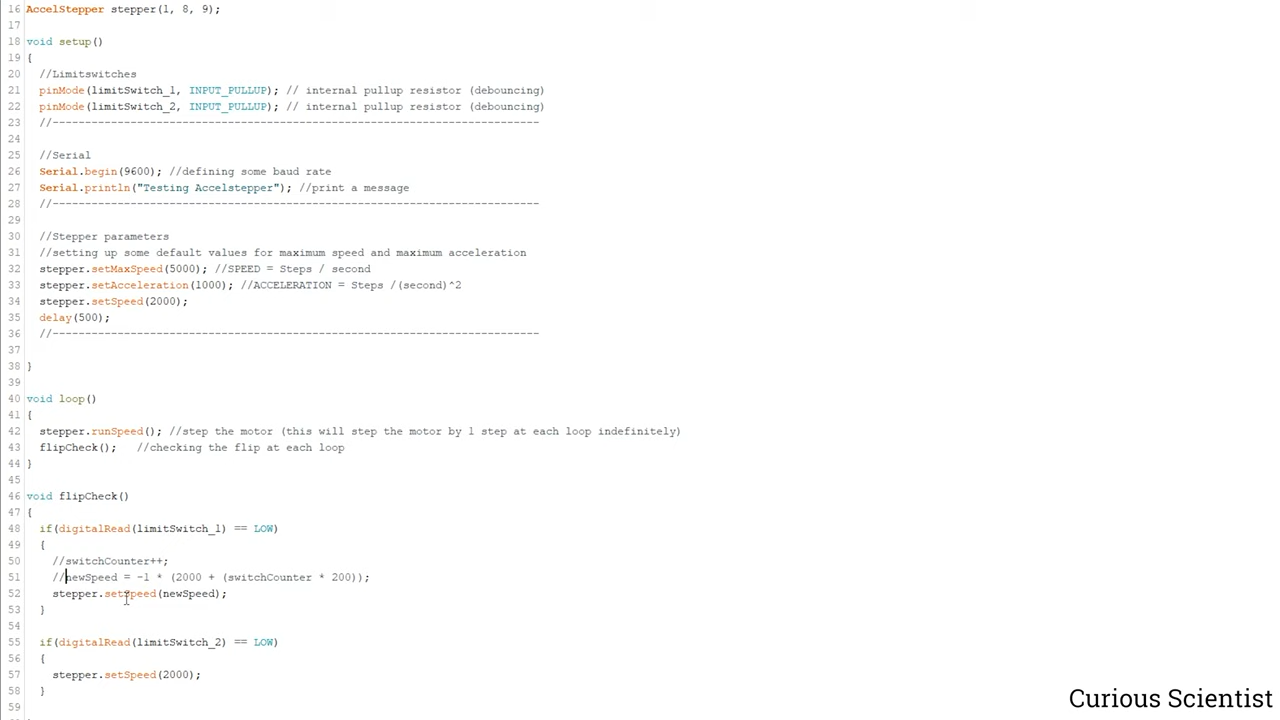 16 AccelStepper stepper(1, 8, 9);
17
18 void setup()
19 {
20 //Limitswitches
21 pinMode(limitSwitch_1, INPUT_PULLUP); // internal pullup resistor (debouncing)
22 pinMode(limitSwitch_2, INPUT_PULLUP); // internal pullup resistor (debouncing)
23 //---------------------------------------------------------------------------
24
25 //Serial
26 Serial.begin(9600); //defining some baud rate
27 Serial.println("Testing Accelstepper"); //print a message
28 //---------------------------------------------------------------------------
29
30 //Stepper parameters
31 //setting up some default values for maximum speed and maximum acceleration
32 stepper.setMaxSpeed(5000); //SPEED = Steps / second
33 stepper.setAcceleration(1000); //ACCELERATION = Steps /(second)^2
34 stepper.setSpeed(2000);
35 delay(500);
36 //---------------------------------------------------------------------------
37
38 }
39
40 void loop()
41 {
42 stepper.runSpeed(); //step the motor (this will step the motor by 1 step at each loop indefinitely)
43 flipCheck(); //checking the flip at each loop
44 }
45
46 void flipCheck()
47 {
48 if(digitalRead(limitSwitch_1) == LOW)
49 {
50 //switchCounter++;
51 //newSpeed = -1 * (2000 + (switchCounter * 200));
52 stepper.setSpeed(newSpeed);
53 }
54
55 if(digitalRead(limitSwitch_2) == LOW)
56 {
57 stepper.setSpeed(2000);
58 }
59
Curious Scientist